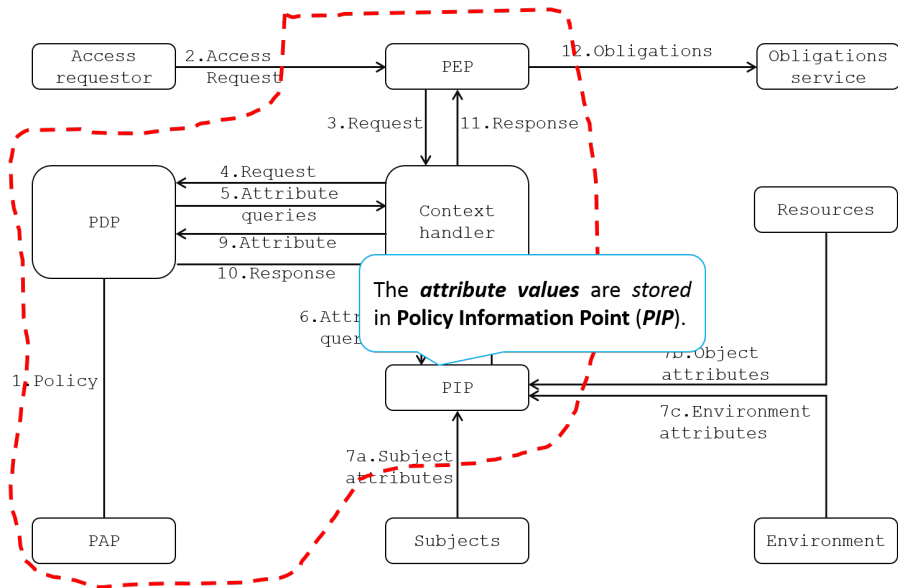 Access
requestor
2.Access
Request
PEP
12.Obligations
Obligations
service
3.Request
11.Response
4.Request
5.Attribute
queries
PDP
Context
handler
9.Attribute
10.Response
Resources
The attribute values are stored
in Policy Information Point (PIP).
1.Policy
PIP
7b.Object
attributes
7c.Environment
attributes
7a.Subject
attributes
PAP
Subjects
Environment